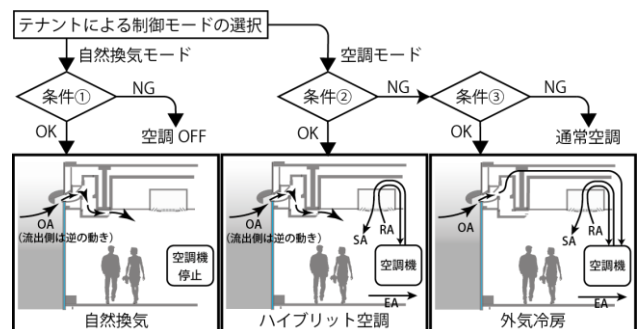 テナントによる制御モードの選択
自然換気モード
空調モード
条件①
NG
条件②
NG
条件③
NG
OK
空調 OFF
OK
OK
通常空調
OA
(流出側は逆の動き)
空調機
停止
自然換気
OA
(流出側は逆の動き)
SA
RA
空調機
EA
ハイブリット空調
OA
SA
RA
空調機
EA
外気冷房